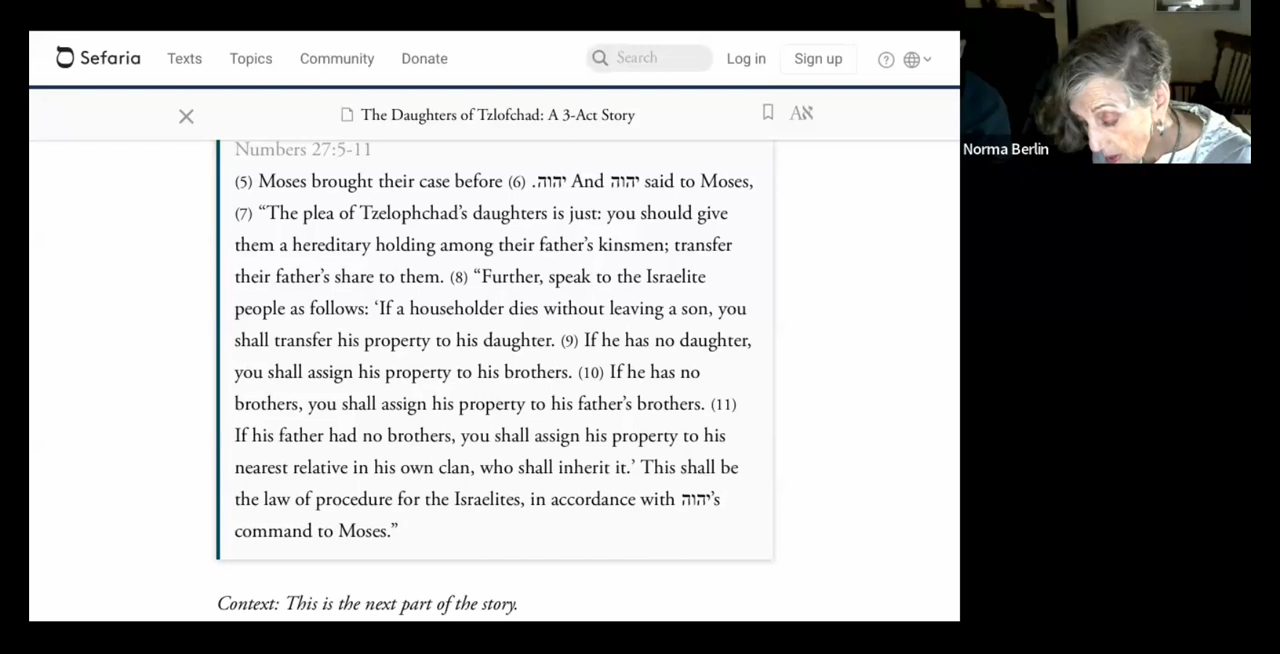 Sefaria Texts Topics Community Donate Search Log in Sign up
The Daughters of Tzlofchad: A 3-Act Story Aא
Numbers 27:5-11
(5) Moses brought their case before יהוה. (6) And יהוה said to Moses,
(7) “The plea of Tzelophchad’s daughters is just: you should give
them a hereditary holding among their father’s kinsmen; transfer
their father’s share to them. (8) “Further, speak to the Israelite
people as follows: ‘If a householder dies without leaving a son, you
shall transfer his property to his daughter. (9) If he has no daughter,
you shall assign his property to his brothers. (10) If he has no
brothers, you shall assign his property to his father’s brothers. (11)
If his father had no brothers, you shall assign his property to his
nearest relative in his own clan, who shall inherit it.’ This shall be
the law of procedure for the Israelites, in accordance with יהוה’s
command to Moses.”
Context: This is the next part of the story.
Norma Berlin